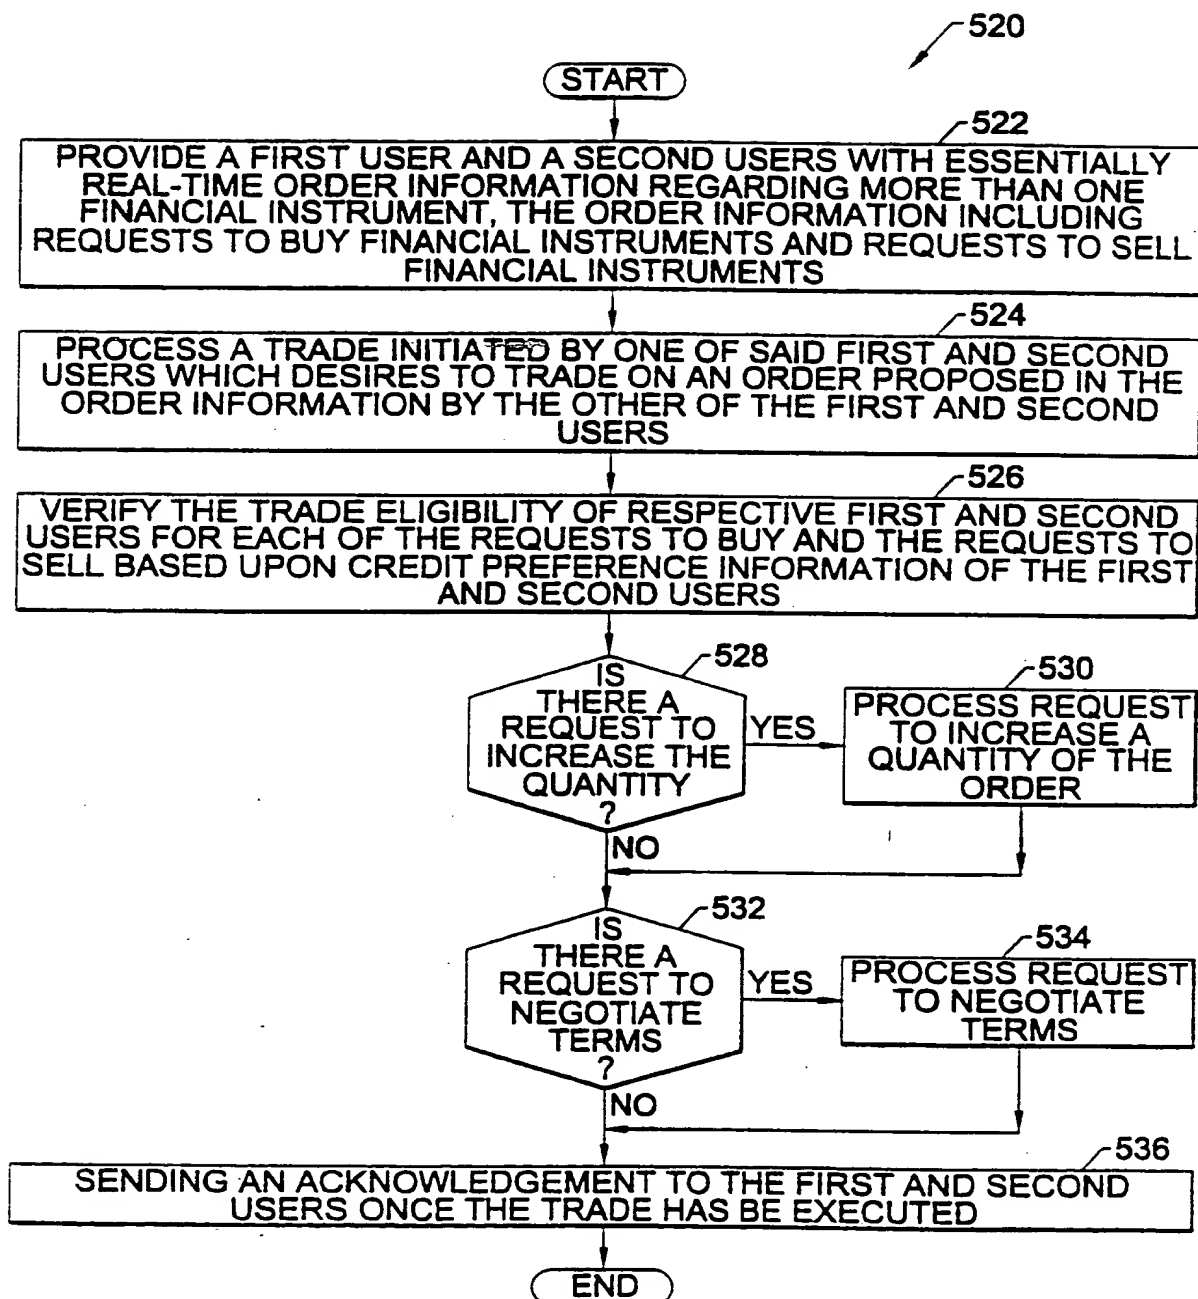 520
START
522
PROVIDE A FIRST USER AND A SECOND USERS WITH ESSENTIALLY
REAL-TIME ORDER INFORMATION REGARDING MORE THAN ONE
FINANCIAL INSTRUMENT, THE ORDER INFORMATION INCLUDING
REQUESTS TO BUY FINANCIAL INSTRUMENTS AND REQUESTS TO SELL
FINANCIAL INSTRUMENTS
524
PROCESS A TRADE INITIATED BY ONE OF SAID FIRST AND SECOND
USERS WHICH DESIRES TO TRADE ON AN ORDER PROPOSED IN THE
ORDER INFORMATION BY THE OTHER OF THE FIRST AND SECOND
USERS
526
VERIFY THE TRADE ELIGIBILITY OF RESPECTIVE FIRST AND SECOND
USERS FOR EACH OF THE REQUESTS TO BUY AND THE REQUESTS TO
SELL BASED UPON CREDIT PREFERENCE INFORMATION OF THE FIRST
AND SECOND USERS
528
IS
THERE A
REQUEST TO
INCREASE THE
QUANTITY
?
YES
530
PROCESS REQUEST
TO INCREASE A
QUANTITY OF THE
ORDER
NO
532
IS
THERE A
REQUEST TO
NEGOTIATE
TERMS
?
YES
534
PROCESS REQUEST
TO NEGOTIATE
TERMS
NO
536
SENDING AN ACKNOWLEDGEMENT TO THE FIRST AND SECOND
USERS ONCE THE TRADE HAS BE EXECUTED
END